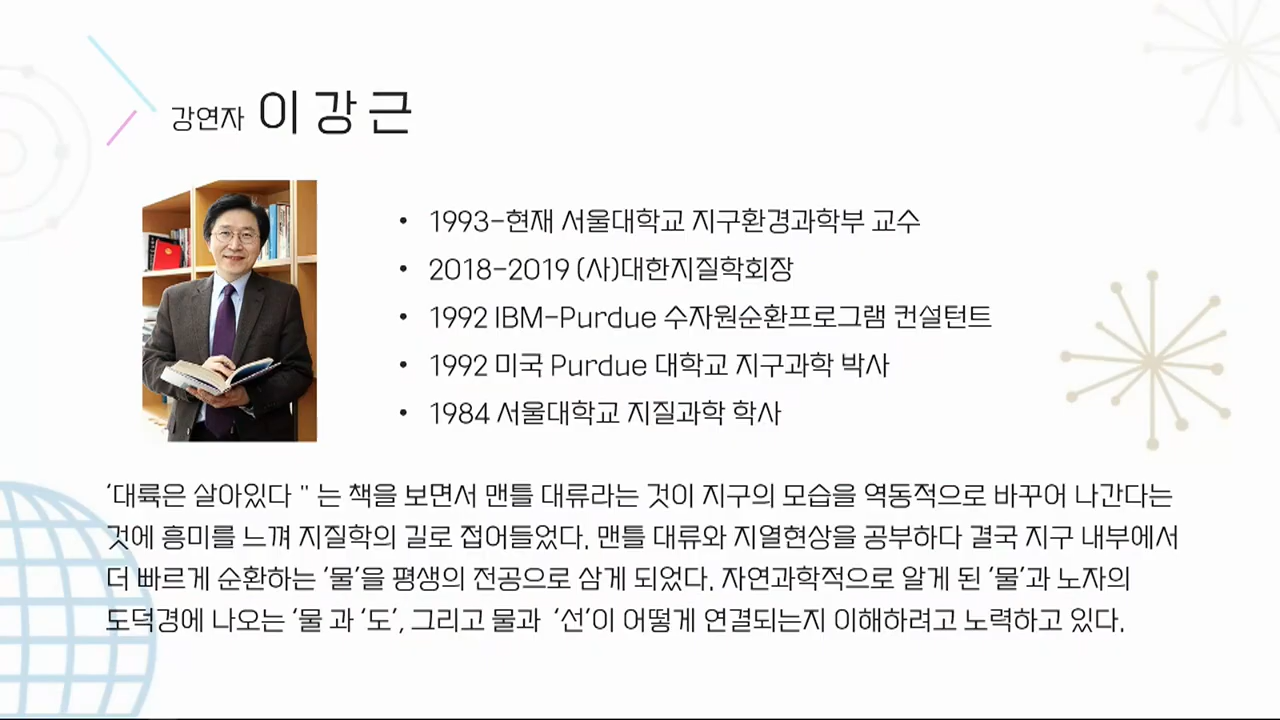 강연자 이강근
• 1993-현재 서울대학교 지구환경과학부 교수
• 2018-2019 (사)대한지질학회장
• 1992 IBM-Purdue 수자원순환프로그램 컨설턴트
• 1992 미국 Purdue 대학교 지구과학 박사
• 1984 서울대학교 지질과학 학사
‘대륙은 살아있다 " 는 책을 보면서 맨틀 대류라는 것이 지구의 모습을 역동적으로 바꾸어 나간다는
것에 흥미를 느껴 지질학의 길로 접어들었다. 맨틀 대류와 지열현상을 공부하다 결국 지구 내부에서
더 빠르게 순환하는 ‘물’을 평생의 전공으로 삼게 되었다. 자연과학적으로 알게 된 ‘물’과 노자의
도덕경에 나오는 ‘물 과 ‘도’, 그리고 물과 ‘선’이 어떻게 연결되는지 이해하려고 노력하고 있다.